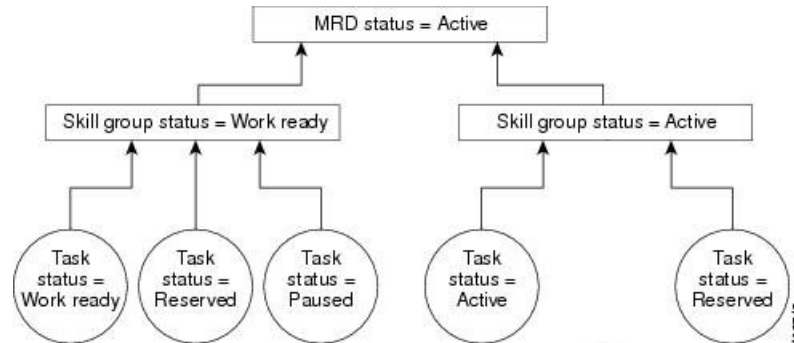 MRD status = Active
Skill group status = Work ready
Skill group status = Active
Task
status =
Work ready
Task
status =
Reserved
Task
status =
Paused
Task
status =
Active
Task
status =
Reserved